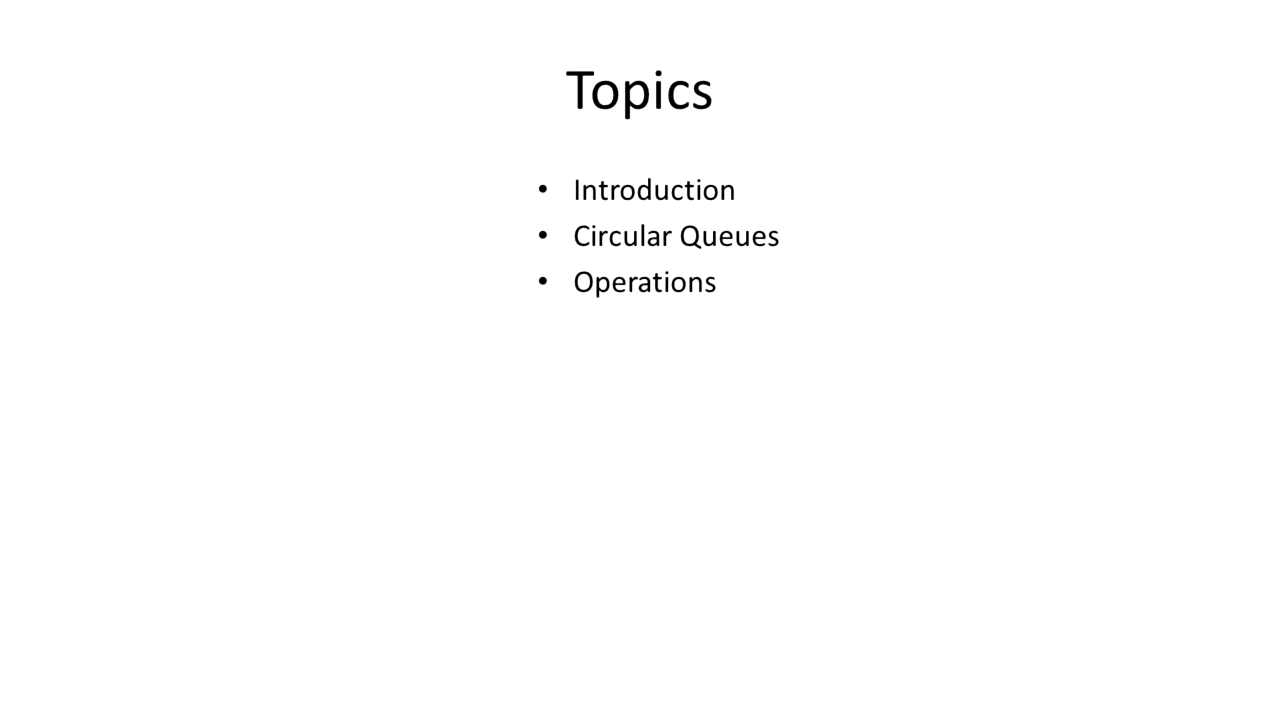 Topics
• Introduction
• Circular Queues
• Operations